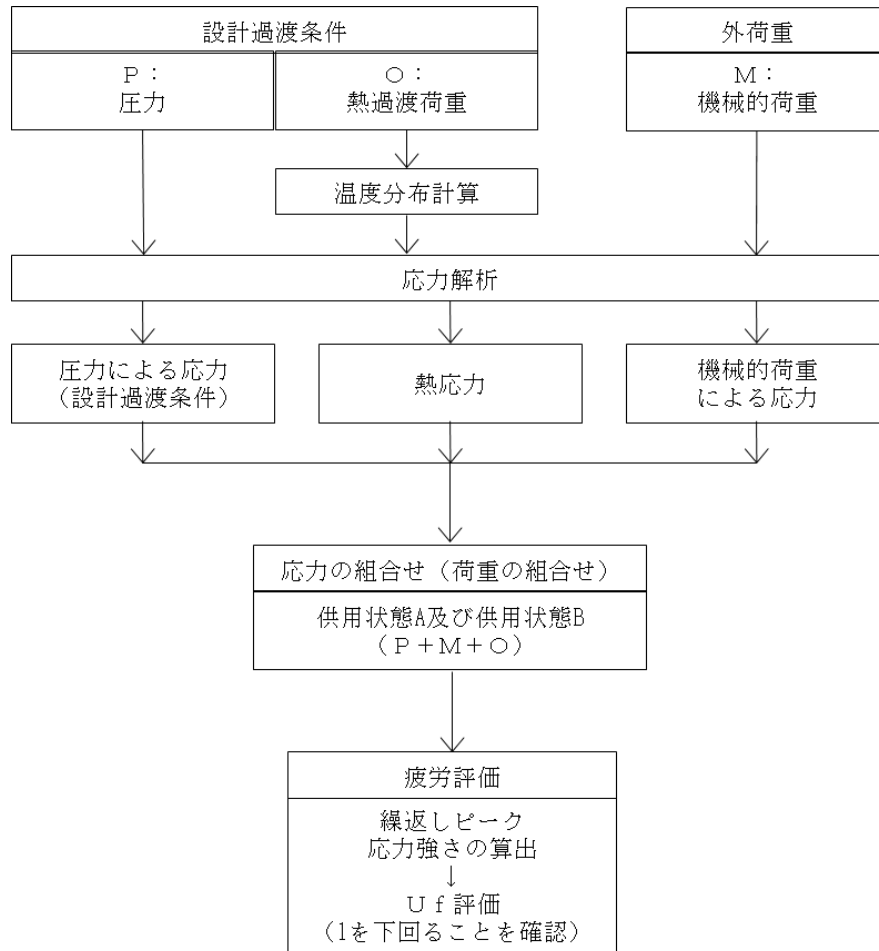 設計過渡条件
外荷重
Ｐ：
圧力
Ｏ：
熱過渡荷重
Ｍ：
機械的荷重
温度分布計算
応力解析
圧力による応力
（設計過渡条件）
熱応力
機械的荷重
による応力
応力の組合せ（荷重の組合せ）
供用状態A及び供用状態B
（Ｐ＋Ｍ＋Ｏ）
疲労評価
繰返しピーク
応力強さの算出
↓
Ｕｆ評価
（1を下回ることを確認）